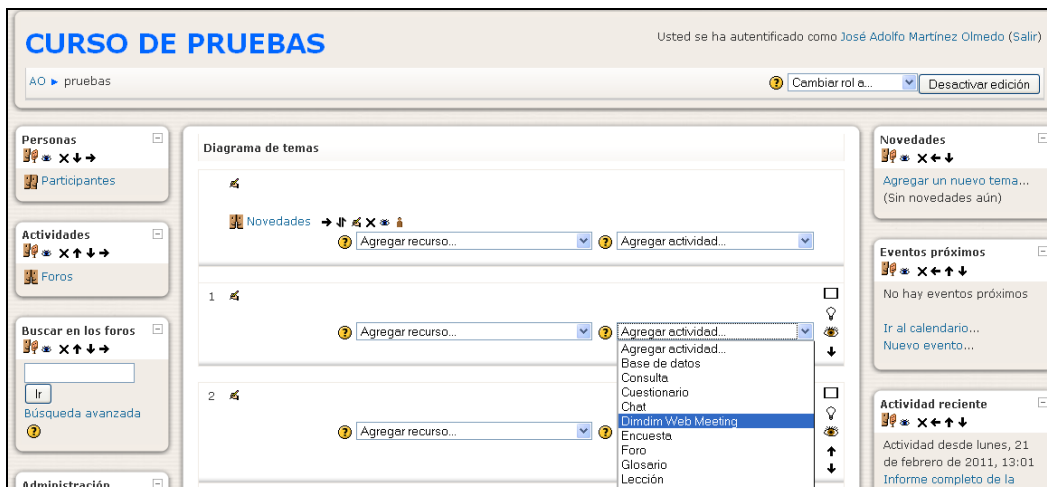 CURSO DE PRUEBAS
Usted se ha autentificado como José Adolfo Martínez Olmedo (Salir)
AO ► pruebas
Cambiar rol a...
Desactivar edición
Personas
Participantes
Actividades
Foros
Buscar en los foros
Ir
Búsqueda avanzada
Administración
Diagrama de temas
Novedades
Agregar recurso...
Agregar actividad...
1
Agregar recurso...
Agregar actividad...
Agregar actividad...
Base de datos
Consulta
Cuestionario
Chat
Dimdim Web Meeting
Encuesta
Foro
Glosario
Lección
2
Agregar recurso...
Novedades
Agregar un nuevo tema...
(Sin novedades aún)
Eventos próximos
No hay eventos próximos
Ir al calendario...
Nuevo evento...
Actividad reciente
Actividad desde lunes, 21
de febrero de 2011, 13:01
Informe completo de la